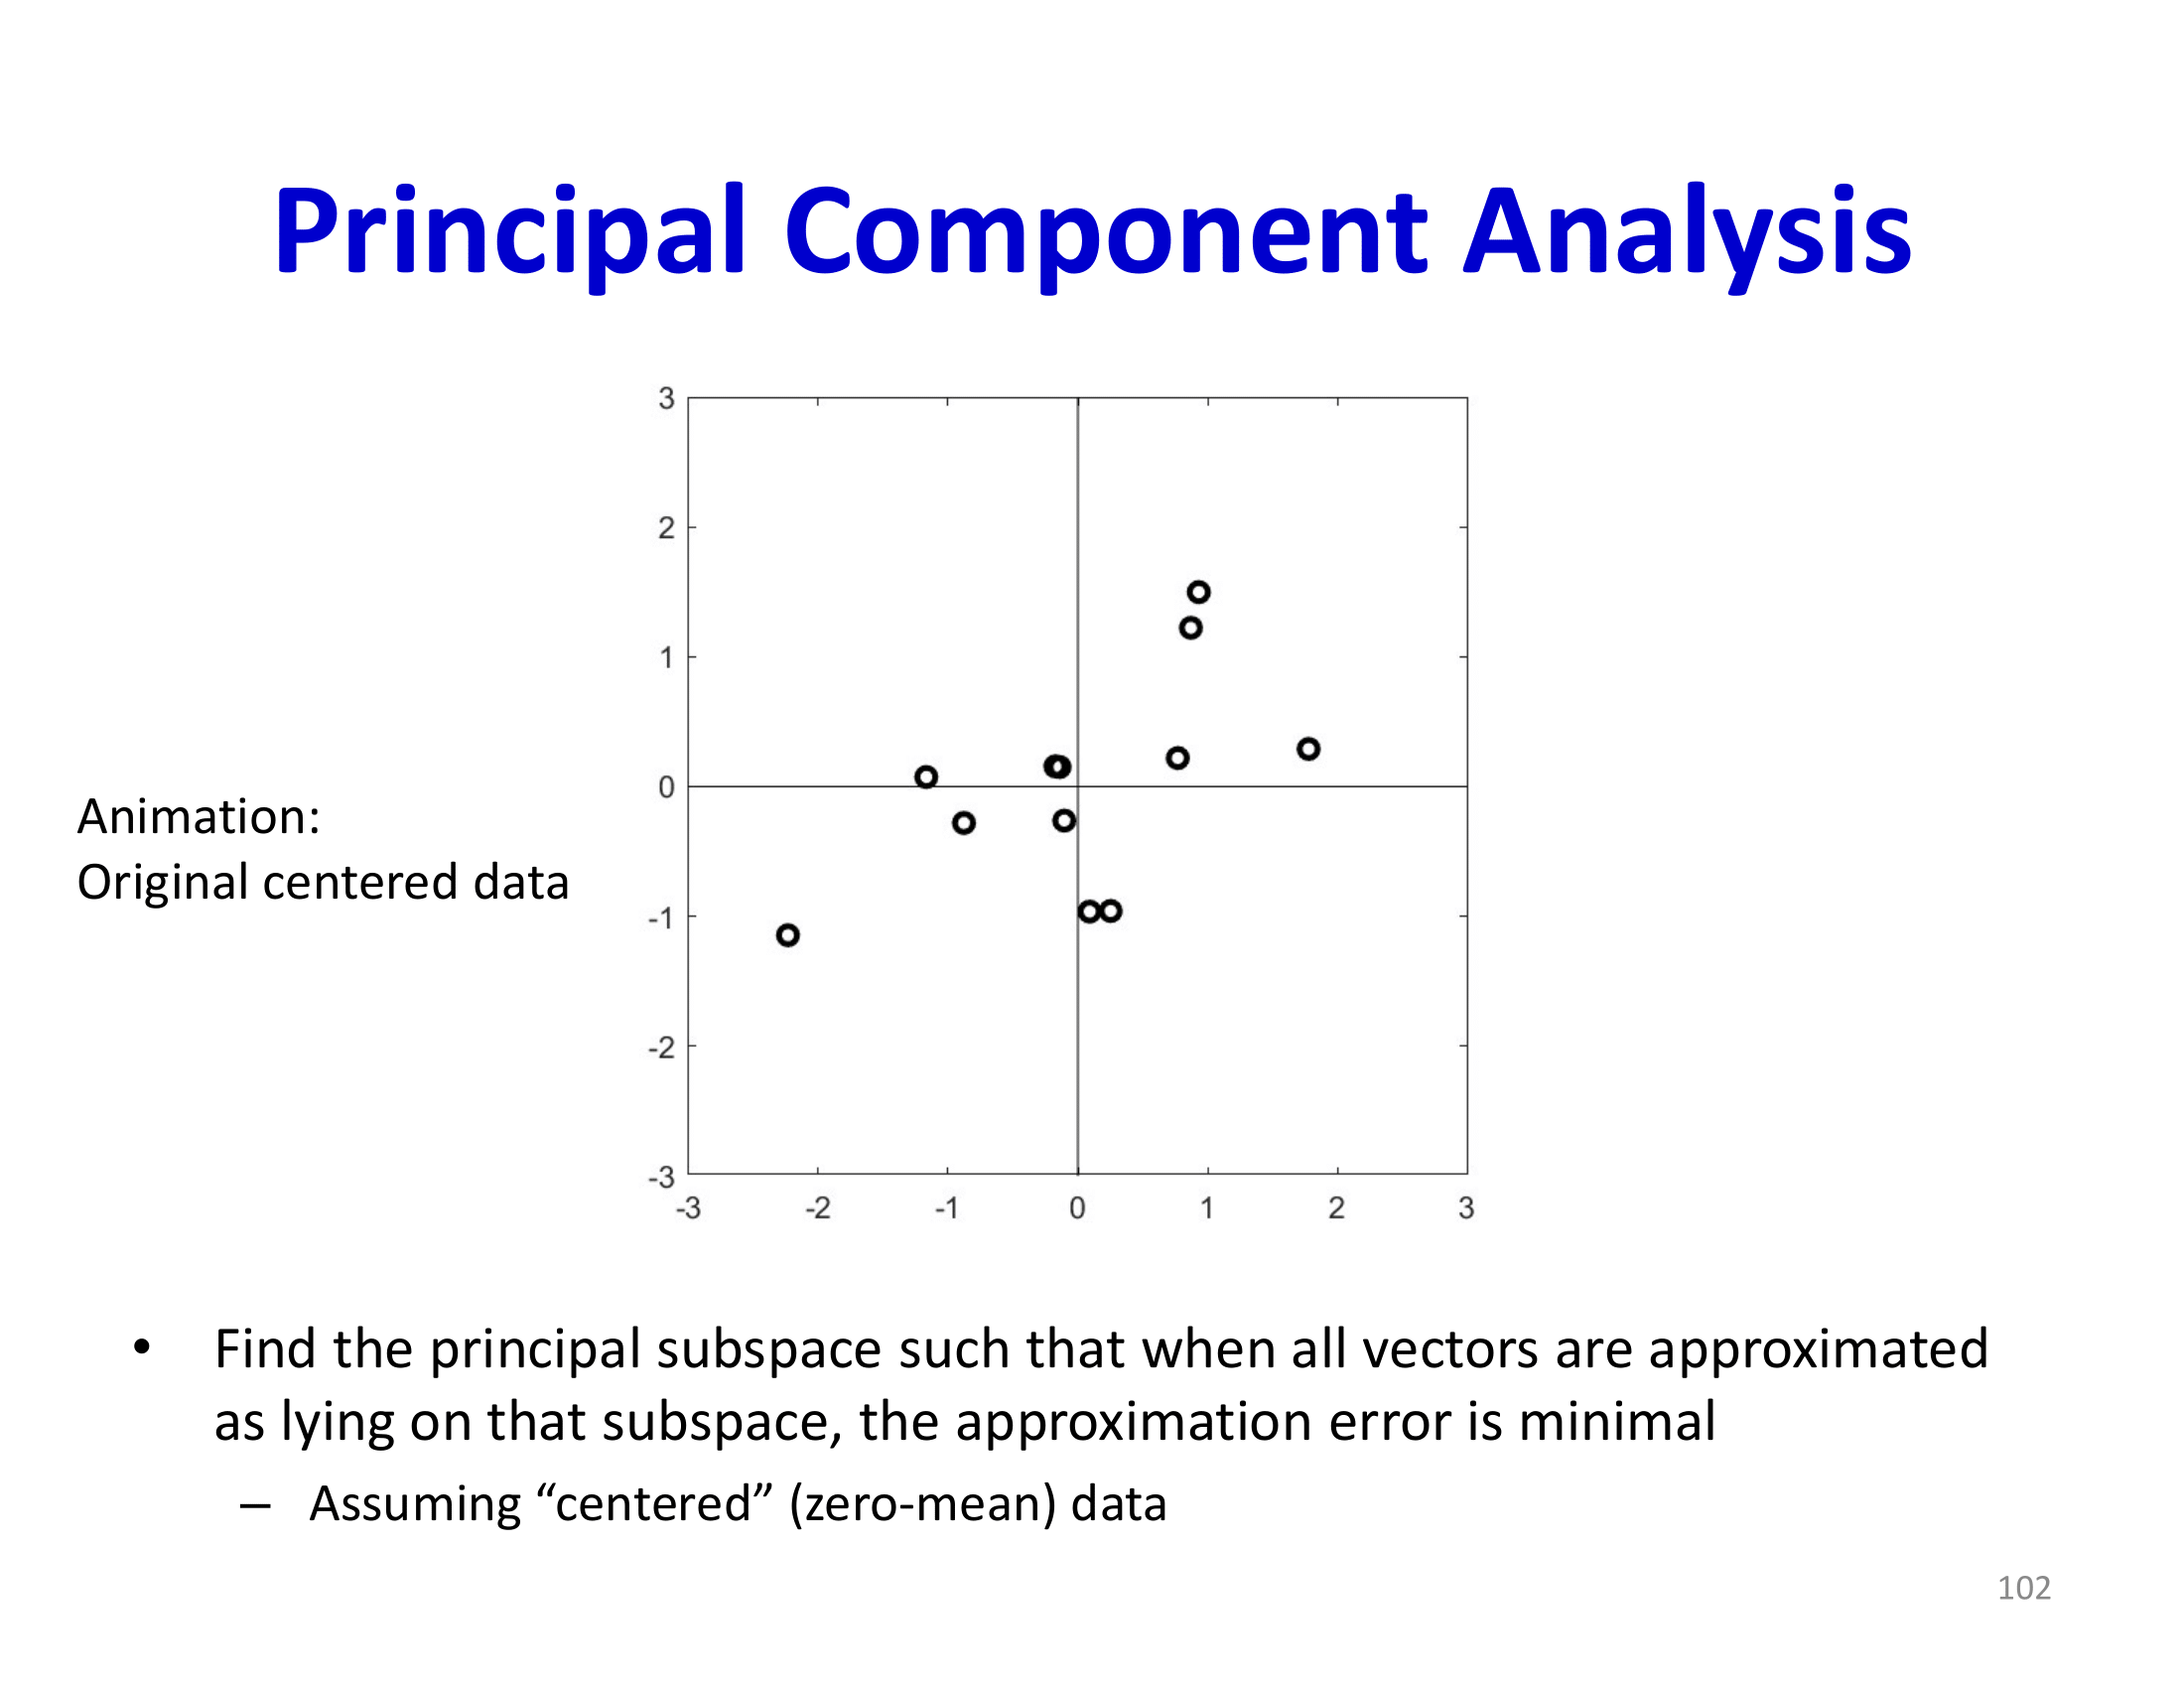 Principal Component Analysis
3
2
1
0
-1
-2
-3
-3 -2 -1 0 1 2 3
Animation:
Original centered data
• Find the principal subspace such that when all vectors are approximated
as lying on that subspace, the approximation error is minimal
– Assuming “centered” (zero-mean) data
102